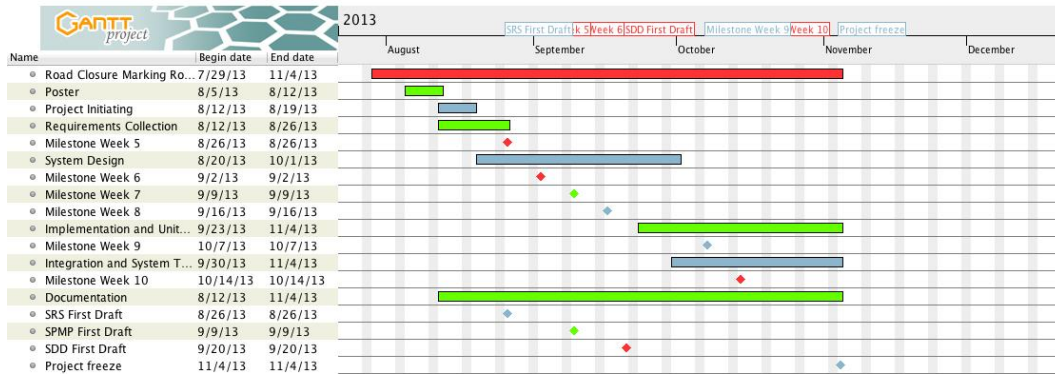 GANTT
project
2013
SRS First Draft k 5 Week 6 SDD First Draft Milestone Week 9 Week 10 Project freeze
August September October November December
Name Begin date End date
Road Closure Marking Ro... 7/29/13 11/4/13
Poster 8/5/13 8/12/13
Project Initiating 8/12/13 8/19/13
Requirements Collection 8/12/13 8/26/13
Milestone Week 5 8/26/13 8/26/13
System Design 8/20/13 10/1/13
Milestone Week 6 9/2/13 9/2/13
Milestone Week 7 9/9/13 9/9/13
Milestone Week 8 9/16/13 9/16/13
Implementation and Unit... 9/23/13 11/4/13
Milestone Week 9 10/7/13 10/7/13
Integration and System T... 9/30/13 11/4/13
Milestone Week 10 10/14/13 10/14/13
Documentation 8/12/13 11/4/13
SRS First Draft 8/26/13 8/26/13
SPMP First Draft 9/9/13 9/9/13
SDD First Draft 9/20/13 9/20/13
Project freeze 11/4/13 11/4/13